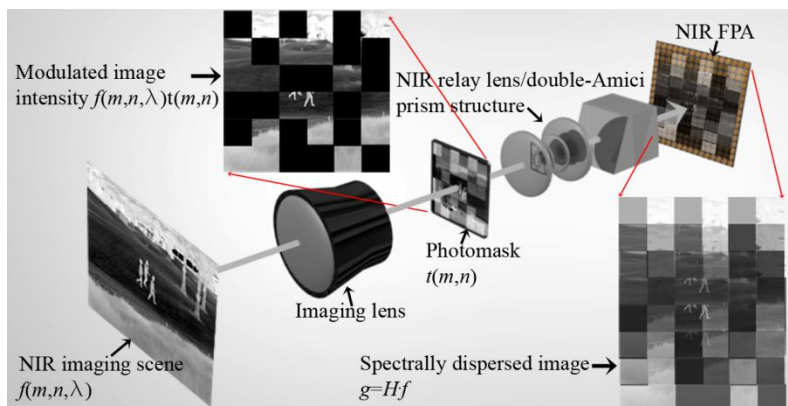 NIR FPA
Modulated image
intensity f(m,n,λ)t(m,n)
NIR relay lens/double-Amici
prism structure
Photomask
t(m,n)
Imaging lens
NIR imaging scene
f(m,n,λ)
Spectrally dispersed image
g=H·f